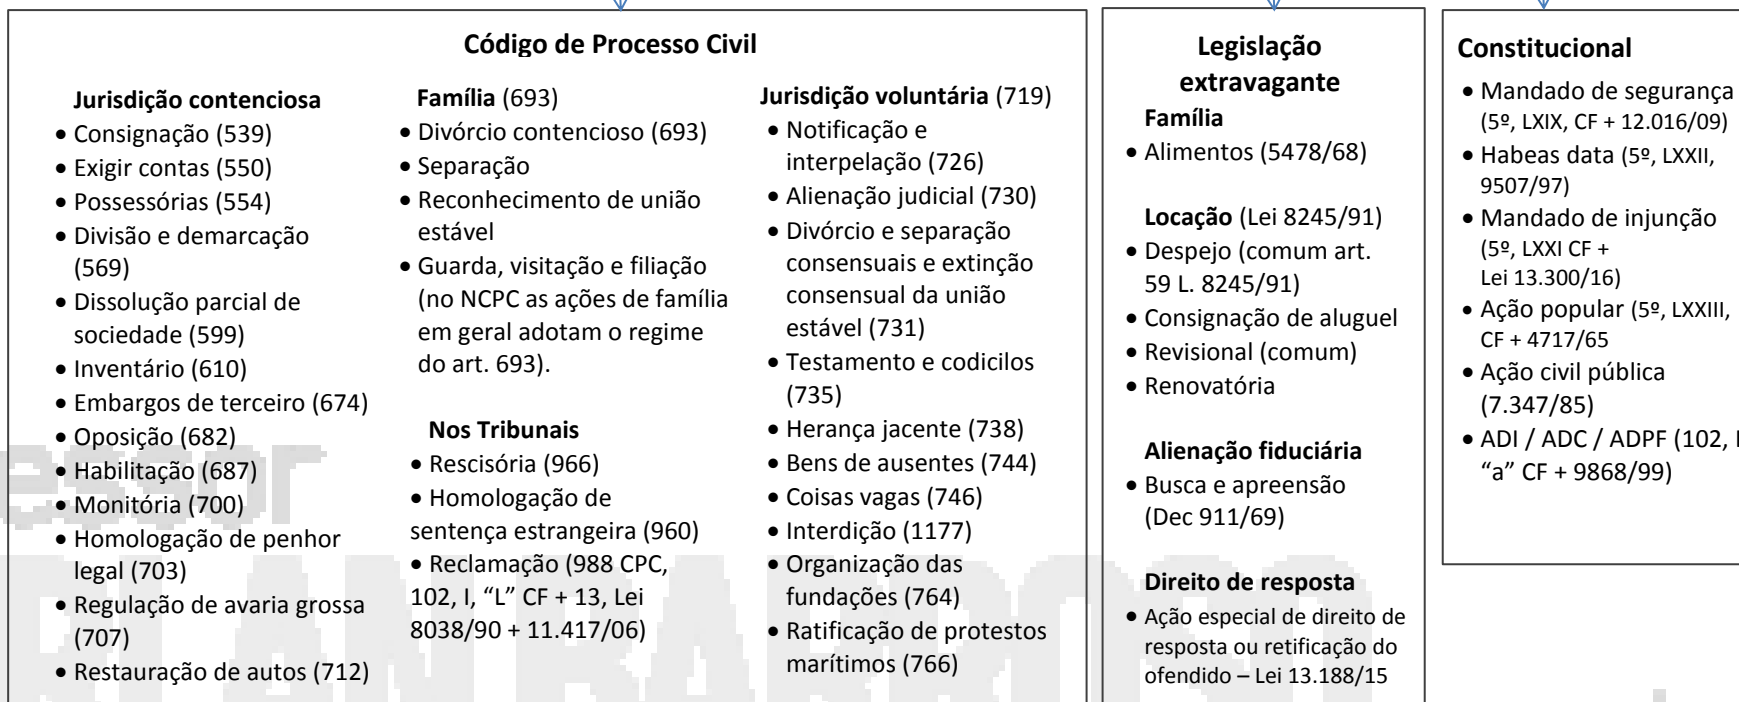 Código de Processo Civil
Jurisdição contenciosa
• Consignação (539)
• Exigir contas (550)
• Possessórias (554)
• Divisão e demarcação
(569)
• Dissolução parcial de
sociedade (599)
• Inventário (610)
• Embargos de terceiro (674)
• Oposição (682)
• Habilitação (687)
• Monitória (700)
• Homologação de penhor
legal (703)
• Regulação de avaria grossa
(707)
• Restauração de autos (712)
Família (693)
• Divórcio contencioso (693)
• Separação
• Reconhecimento de união
estável
• Guarda, visitação e filiação
(no NCPC as ações de família
em geral adotam o regime
do art. 693).
Nos Tribunais
• Rescisória (966)
• Homologação de
sentença estrangeira (960)
• Reclamação (988 CPC,
102, I, “L” CF + 13, Lei
8038/90 + 11.417/06)
Jurisdição voluntária (719)
• Notificação e
interpelação (726)
• Alienação judicial (730)
• Divórcio e separação
consensuais e extinção
consensual da união
estável (731)
• Testamento e codicilos
(735)
• Herança jacente (738)
• Bens de ausentes (744)
• Coisas vagas (746)
• Interdição (1177)
• Organização das
fundações (764)
• Ratificação de protestos
marítimos (766)
Legislação
extravagante
Família
• Alimentos (5478/68)
Locação (Lei 8245/91)
• Despejo (comum art.
59 L. 8245/91)
• Consignação de aluguel
• Revisional (comum)
• Renovatória
Alienação fiduciária
• Busca e apreensão
(Dec 911/69)
Direito de resposta
• Ação especial de direito de
resposta ou retificação do
ofendido – Lei 13.188/15
Constitucional
• Mandado de segurança
(5º, LXIX, CF + 12.016/09)
• Habeas data (5º, LXXII,
9507/97)
• Mandado de injunção
(5º, LXXI CF +
Lei 13.300/16)
• Ação popular (5º, LXXIII,
CF + 4717/65
• Ação civil pública
(7.347/85)
• ADI / ADC / ADPF (102, I
“a” CF + 9868/99)
essor